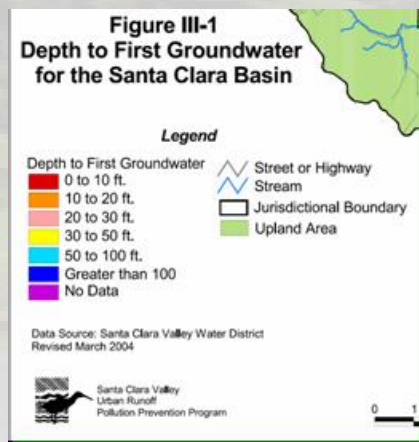 Figure III-1
Depth to First Groundwater
for the Santa Clara Basin
Legend
Depth to First Groundwater
0 to 10 ft.
10 to 20 ft.
20 to 30 ft.
30 to 50 ft.
50 to 100 ft.
Greater than 100
No Data
Street or Highway
Stream
Jurisdictional Boundary
Upland Area
Data Source: Santa Clara Valley Water District
Revised March 2004
Santa Clara Valley
Urban Runoff
Pollution Prevention Program
0 1